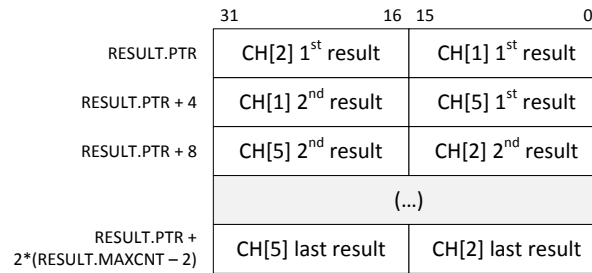 31 16 15 0
RESULT.PTR CH[2] 1st result CH[1] 1st result
RESULT.PTR + 4 CH[1] 2nd result CH[5] 1st result
RESULT.PTR + 8 CH[5] 2nd result CH[2] 2nd result
(…)
RESULT.PTR +
2*(RESULT.MAXCNT – 2) CH[5] last result CH[2] last result